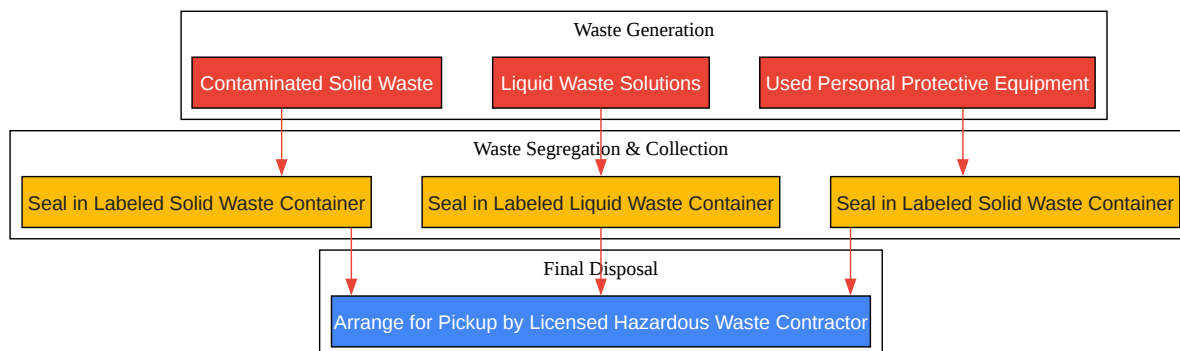 Waste Generation
Contaminated Solid Waste
Liquid Waste Solutions
Used Personal Protective Equipment
Waste Segregation & Collection
Seal in Labeled Solid Waste Container
Seal in Labeled Liquid Waste Container
Seal in Labeled Solid Waste Container
Final Disposal
Arrange for Pickup by Licensed Hazardous Waste Contractor